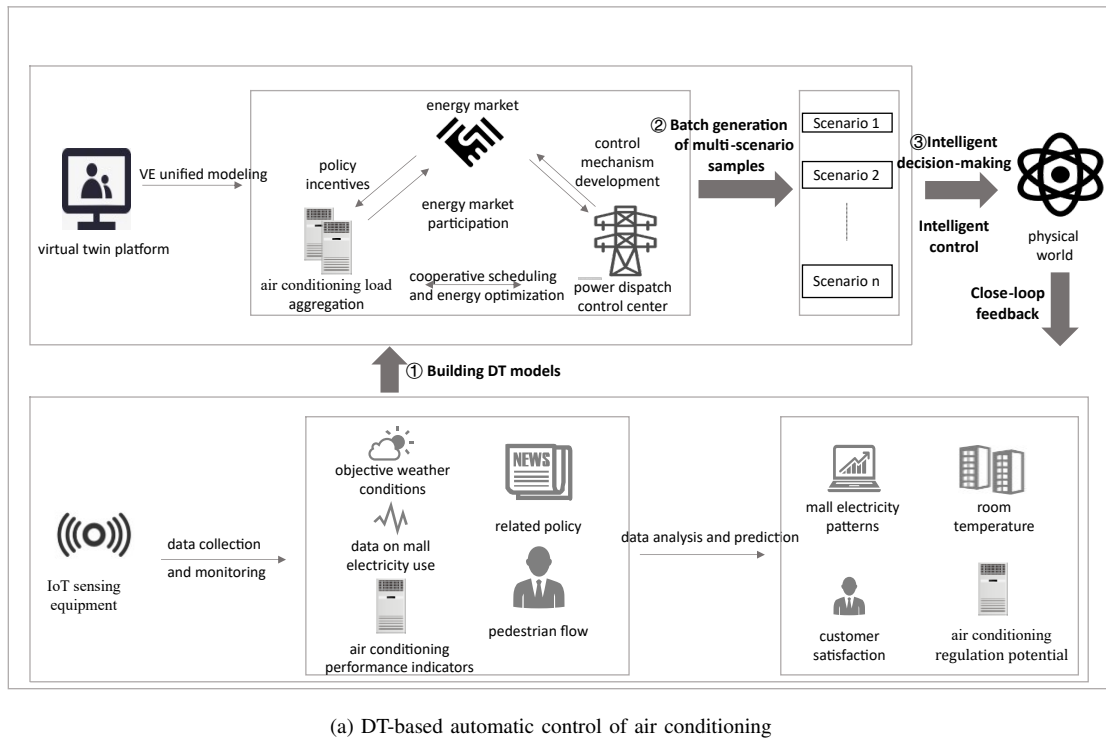 energy market
② Batch generation
of multi-scenario
samples
Scenario 1
③Intelligent
decision-making
control
mechanism
development
policy
incentives
VE unified modeling
Scenario 2
energy market
participation
Intelligent
control
virtual twin platform
physical
world
cooperative scheduling
and energy optimization
air conditioning load
aggregation
power dispatch
control center
Scenario n
Close-loop
feedback
① Building DT models
objective weather
conditions
NEWS
related policy
mall electricity
patterns
room
temperature
data collection
and monitoring
data on mall
electricity use
data analysis and prediction
IoT sensing
equipment
pedestrian flow
air conditioning
performance indicators
customer
satisfaction
air conditioning
regulation potential
(a) DT-based automatic control of air conditioning